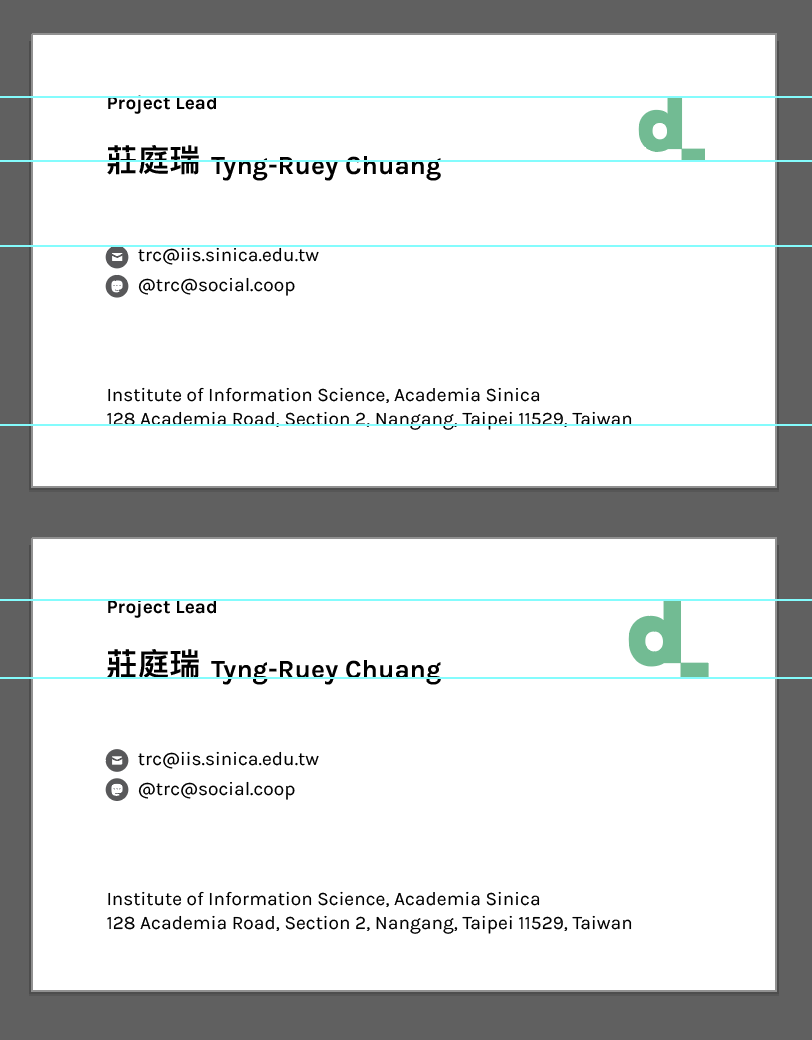 Project Lead
莊庭瑞 Tyng-Ruey Chuang
trc@iis.sinica.edu.tw
@trc@social.coop
Institute of Information Science, Academia Sinica
128 Academia Road, Section 2, Nangang, Taipei 11529, Taiwan
d_
Project Lead
莊庭瑞 Tyng-Ruey Chuang
trc@iis.sinica.edu.tw
@trc@social.coop
Institute of Information Science, Academia Sinica
128 Academia Road, Section 2, Nangang, Taipei 11529, Taiwan
d_